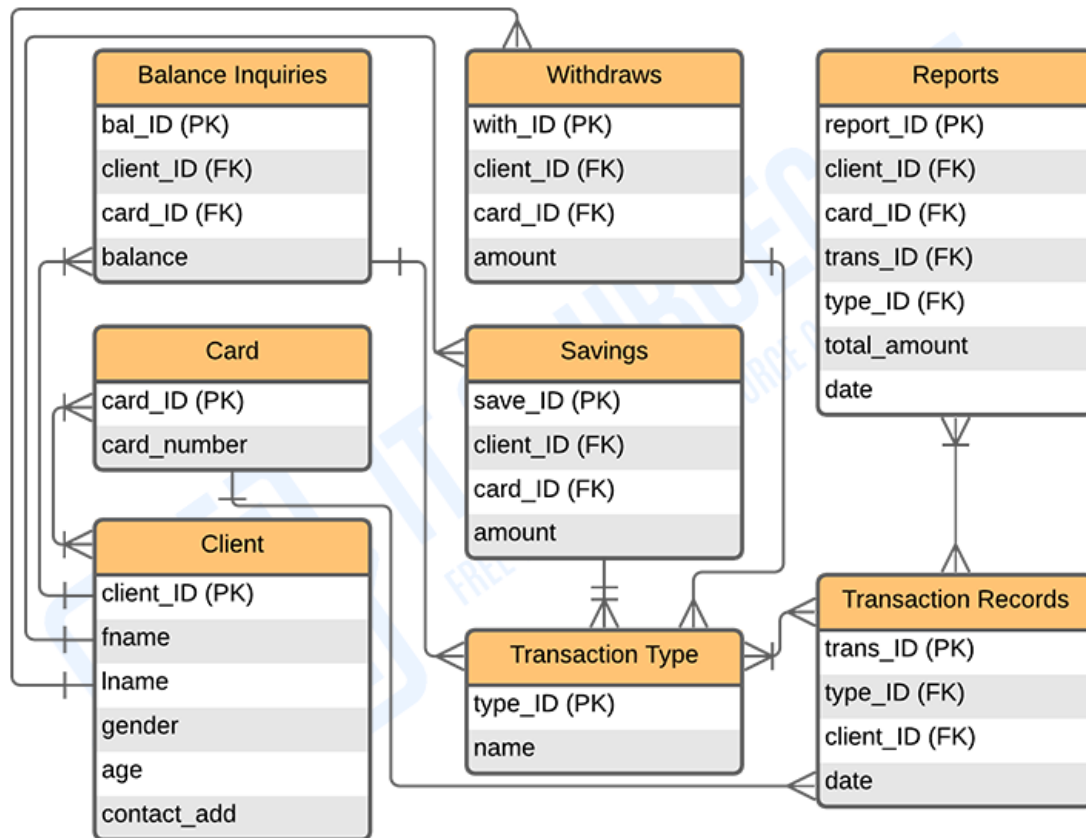 Balance Inquiries
bal_ID (PK)
client_ID (FK)
card_ID (FK)
balance
Withdraws
with_ID (PK)
client_ID (FK)
card_ID (FK)
amount
Reports
report_ID (PK)
client_ID (FK)
card_ID (FK)
trans_ID (FK)
type_ID (FK)
total_amount
date
Card
card_ID (PK)
card_number
Savings
save_ID (PK)
client_ID (FK)
card_ID (FK)
amount
Client
client_ID (PK)
fname
lname
gender
age
contact_add
Transaction Type
type_ID (PK)
name
Transaction Records
trans_ID (PK)
type_ID (FK)
client_ID (FK)
date
IT
FREE